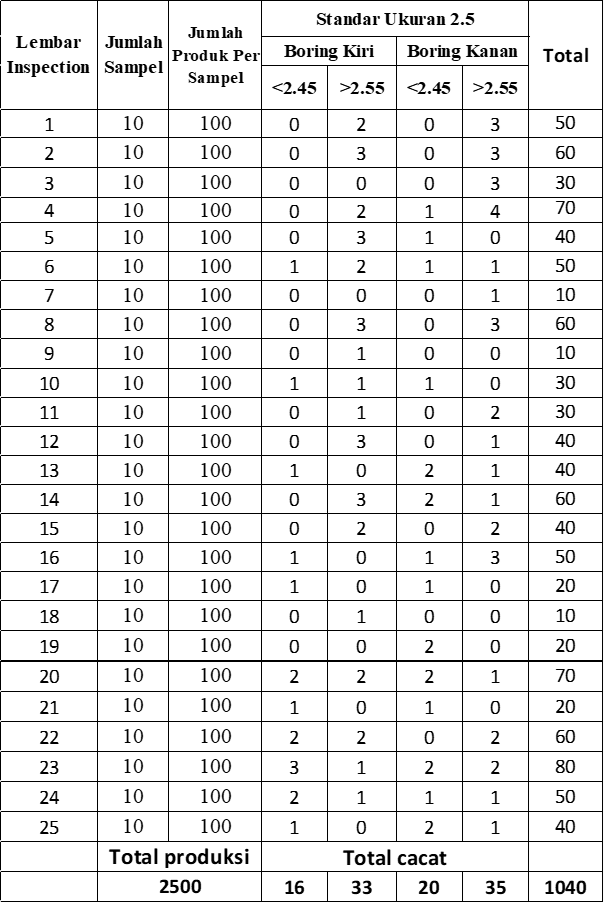 Lembar Inspection Jumlah Sampel Jumlah Produk Per Sampel Standar Ukuran 2.5 Total
Boring Kiri Boring Kanan
<2.45 >2.55 <2.45 >2.55
1 10 100 0 2 0 3 50
2 10 100 0 3 0 3 60
3 10 100 0 0 0 3 30
4 10 100 0 2 1 4 70
5 10 100 0 3 1 0 40
6 10 100 1 2 1 1 50
7 10 100 0 0 0 1 10
8 10 100 0 3 0 3 60
9 10 100 0 1 0 0 10
10 10 100 1 1 1 0 30
11 10 100 0 1 0 2 30
12 10 100 0 3 0 1 40
13 10 100 1 0 2 1 40
14 10 100 0 3 2 1 60
15 10 100 0 2 0 2 40
16 10 100 1 0 1 3 50
17 10 100 1 0 1 0 20
18 10 100 0 1 0 0 10
19 10 100 0 0 2 0 20
20 10 100 2 2 2 1 70
21 10 100 1 0 1 0 20
22 10 100 2 2 0 2 60
23 10 100 3 1 2 2 80
24 10 100 2 1 1 1 50
25 10 100 1 0 2 1 40
Total produksi Total cacat
2500 16 33 20 35 1040